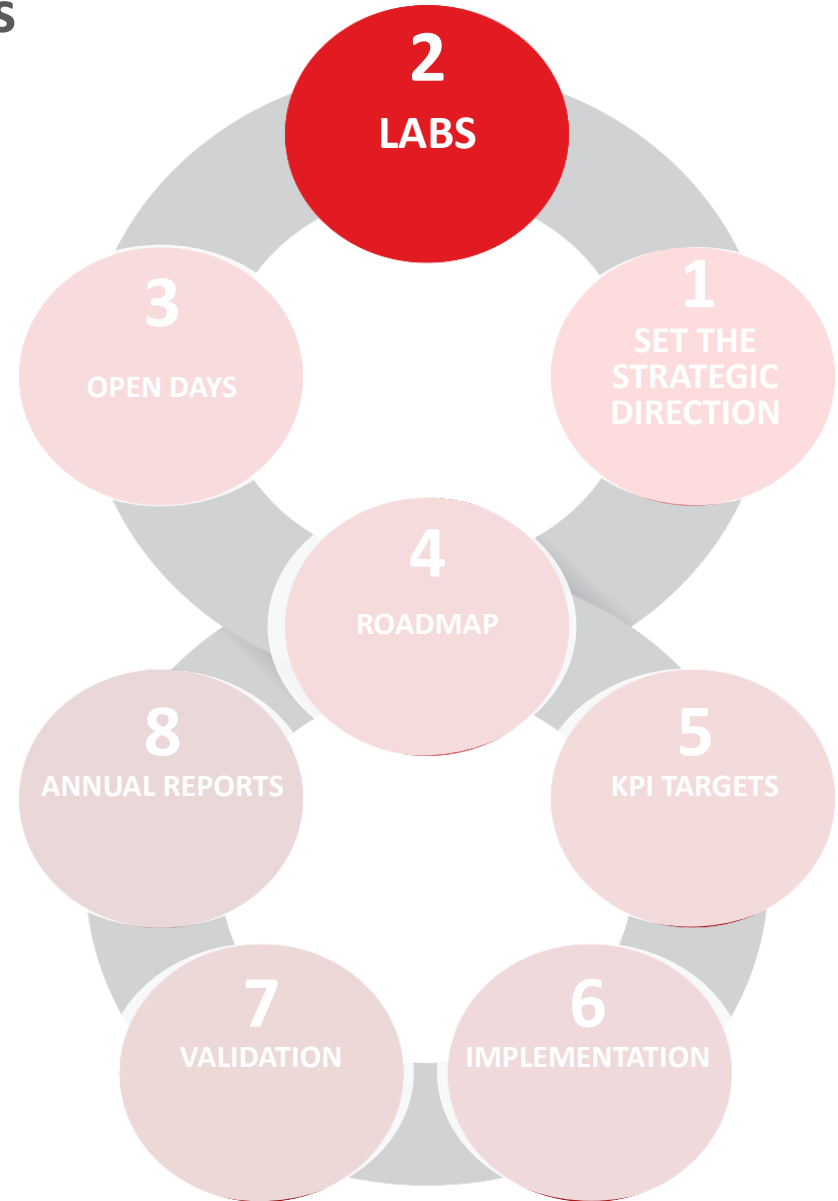 S
2
LABS
3
OPEN DAYS
1
SET THE
STRATEGIC
DIRECTION
4
ROADMAP
8
ANNUAL REPORTS
5
KPI TARGETS
7
VALIDATION
6
IMPLEMENTATION